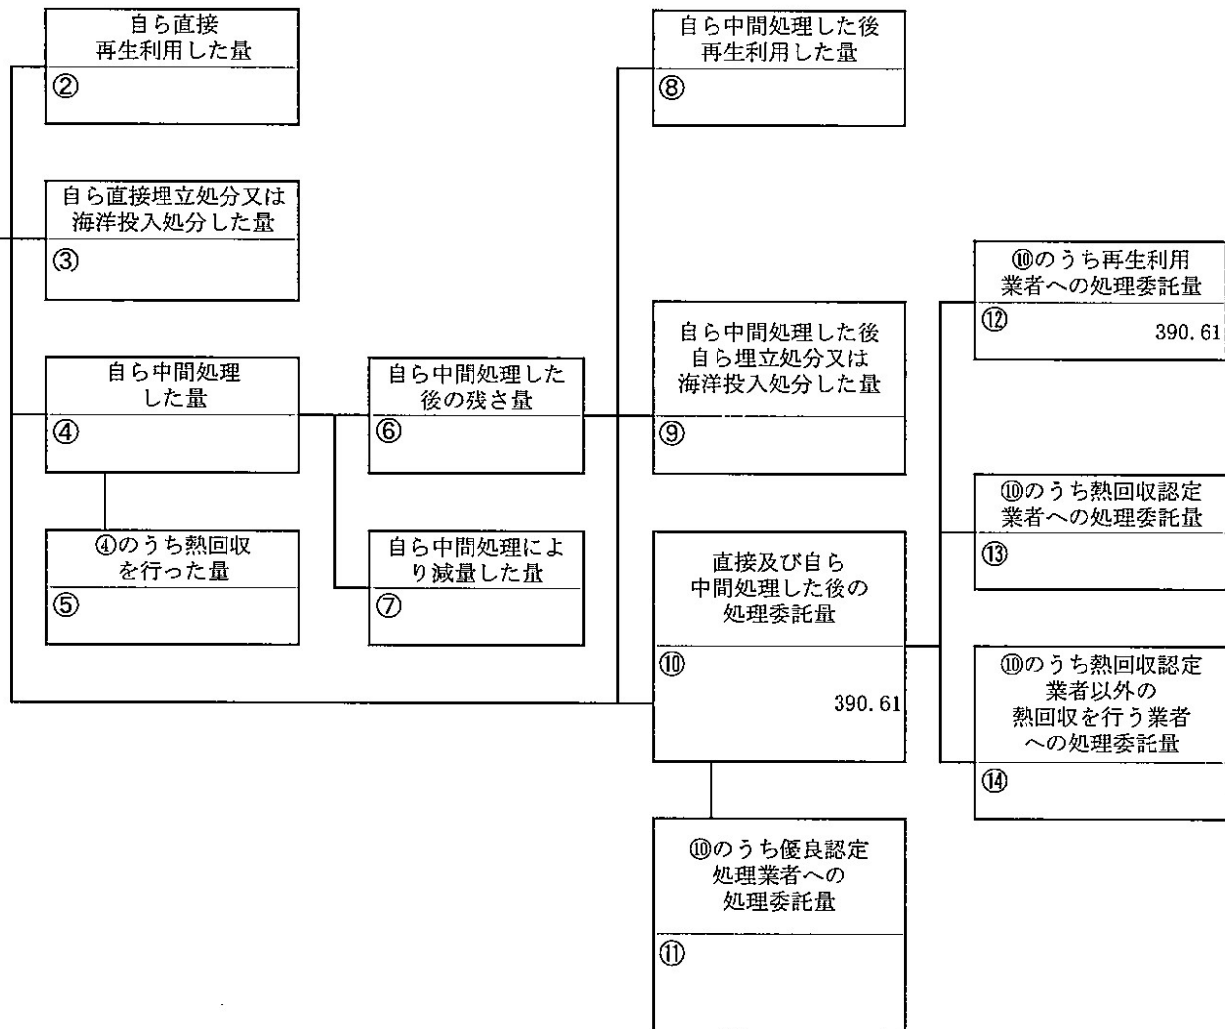 自ら直接
再生利用した量
②
自ら中間処理した後
再生利用した量
⑧
自ら直接埋立処分又は
海洋投入処分した量
③
⑩のうち再生利用
業者への処理委託量
⑫
390.61
自ら中間処理した後
自ら埋立処分又は
海洋投入処分した量
⑨
自ら中間処理
した量
④
自ら中間処理した
後の残さ量
⑥
⑩のうち熱回収認定
業者への処理委託量
⑬
④のうち熱回収
を行った量
⑤
自ら中間処理によ
り減量した量
⑦
直接及び自ら
中間処理した後の
処理委託量
⑩
390.61
⑩のうち熱回収認定
業者以外の
熱回収を行う業者
への処理委託量
⑭
⑩のうち優良認定
処理業者への
処理委託量
⑪